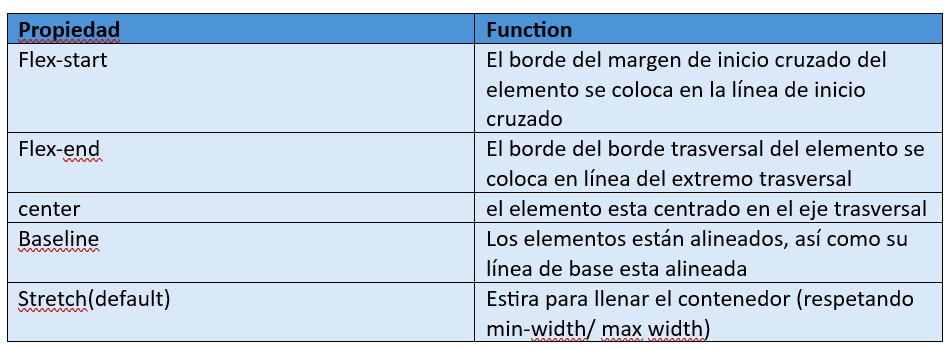 Propiedad
Function
Flex-start
El borde del margen de inicio cruzado del
elemento se coloca en la línea de inicio
cruzado
Flex-end
El borde del borde trasversal del elemento se
coloca en línea del extremo trasversal
center
el elemento esta centrado en el eje trasversal
Baseline
Los elementos están alineados, así como su
línea de base esta alineada
Stretch(default)
Estira para llenar el contenedor (respetando
min-width/ max width)